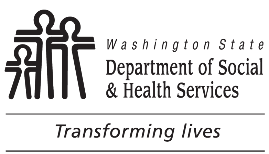 Washington State
Department of Social
& Health Services
Transforming lives